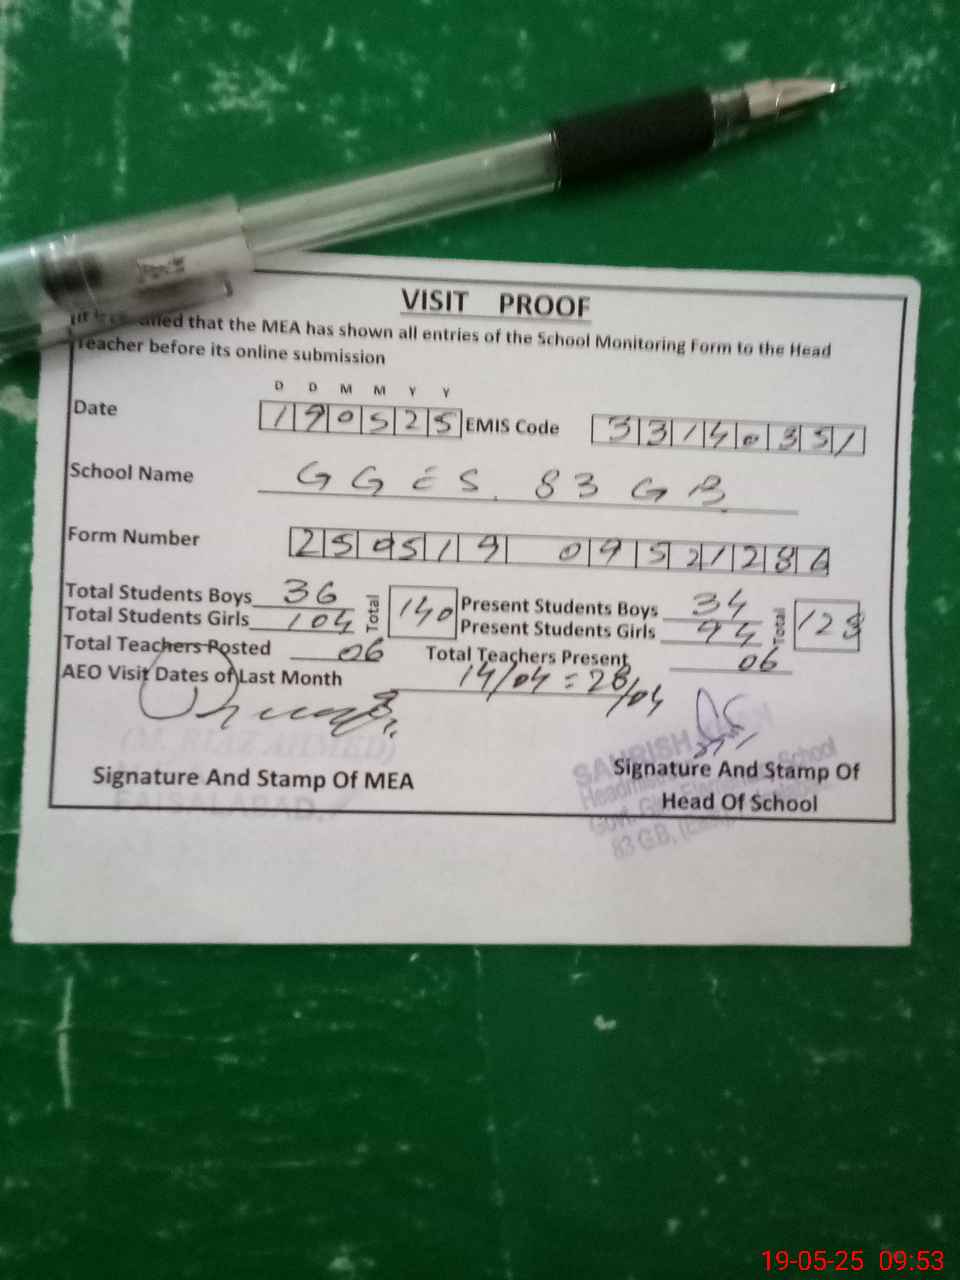 VISIT PROOF
that the MEA has shown all entries of the School Monitoring Form to the Head
Teacher before its online submission
D D M M Y Y
Date 190525 EMIS Code 33140351
School Name GGES. 83 GB
Form Number 250519 09521286
Total Students Boys 36 Total 140 Present Students Boys 34 Total 128
Total Students Girls 104 Present Students Girls 94
Total Teachers Posted 06 Total Teachers Present 06
AEO Visit Dates of Last Month 14/04 = 28/04
(M. RIAZ AHMED)
Signature And Stamp Of MEA
FAISALABAD.
Signature And Stamp Of
Head Of School
83 GB,
19-05-25 09:53